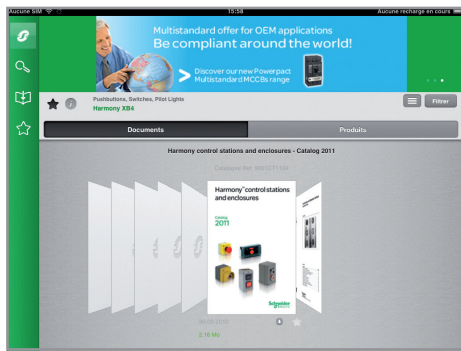 Aucune SIM
15:58
Aucune recharge en cours
Multistandard offer for OEM applications
Be compliant around the world!
Discover our new Powerpact
Multistandard MCCBs range
Pushbuttons, Switches, Pilot Lights
Harmony XB4
Filtrer
Documents
Produits
Harmony control stations and enclosures - Catalog 2011
Harmony™ control stations
and enclosures
Catalog
2011
Schneider
Electric
2.16 Mo